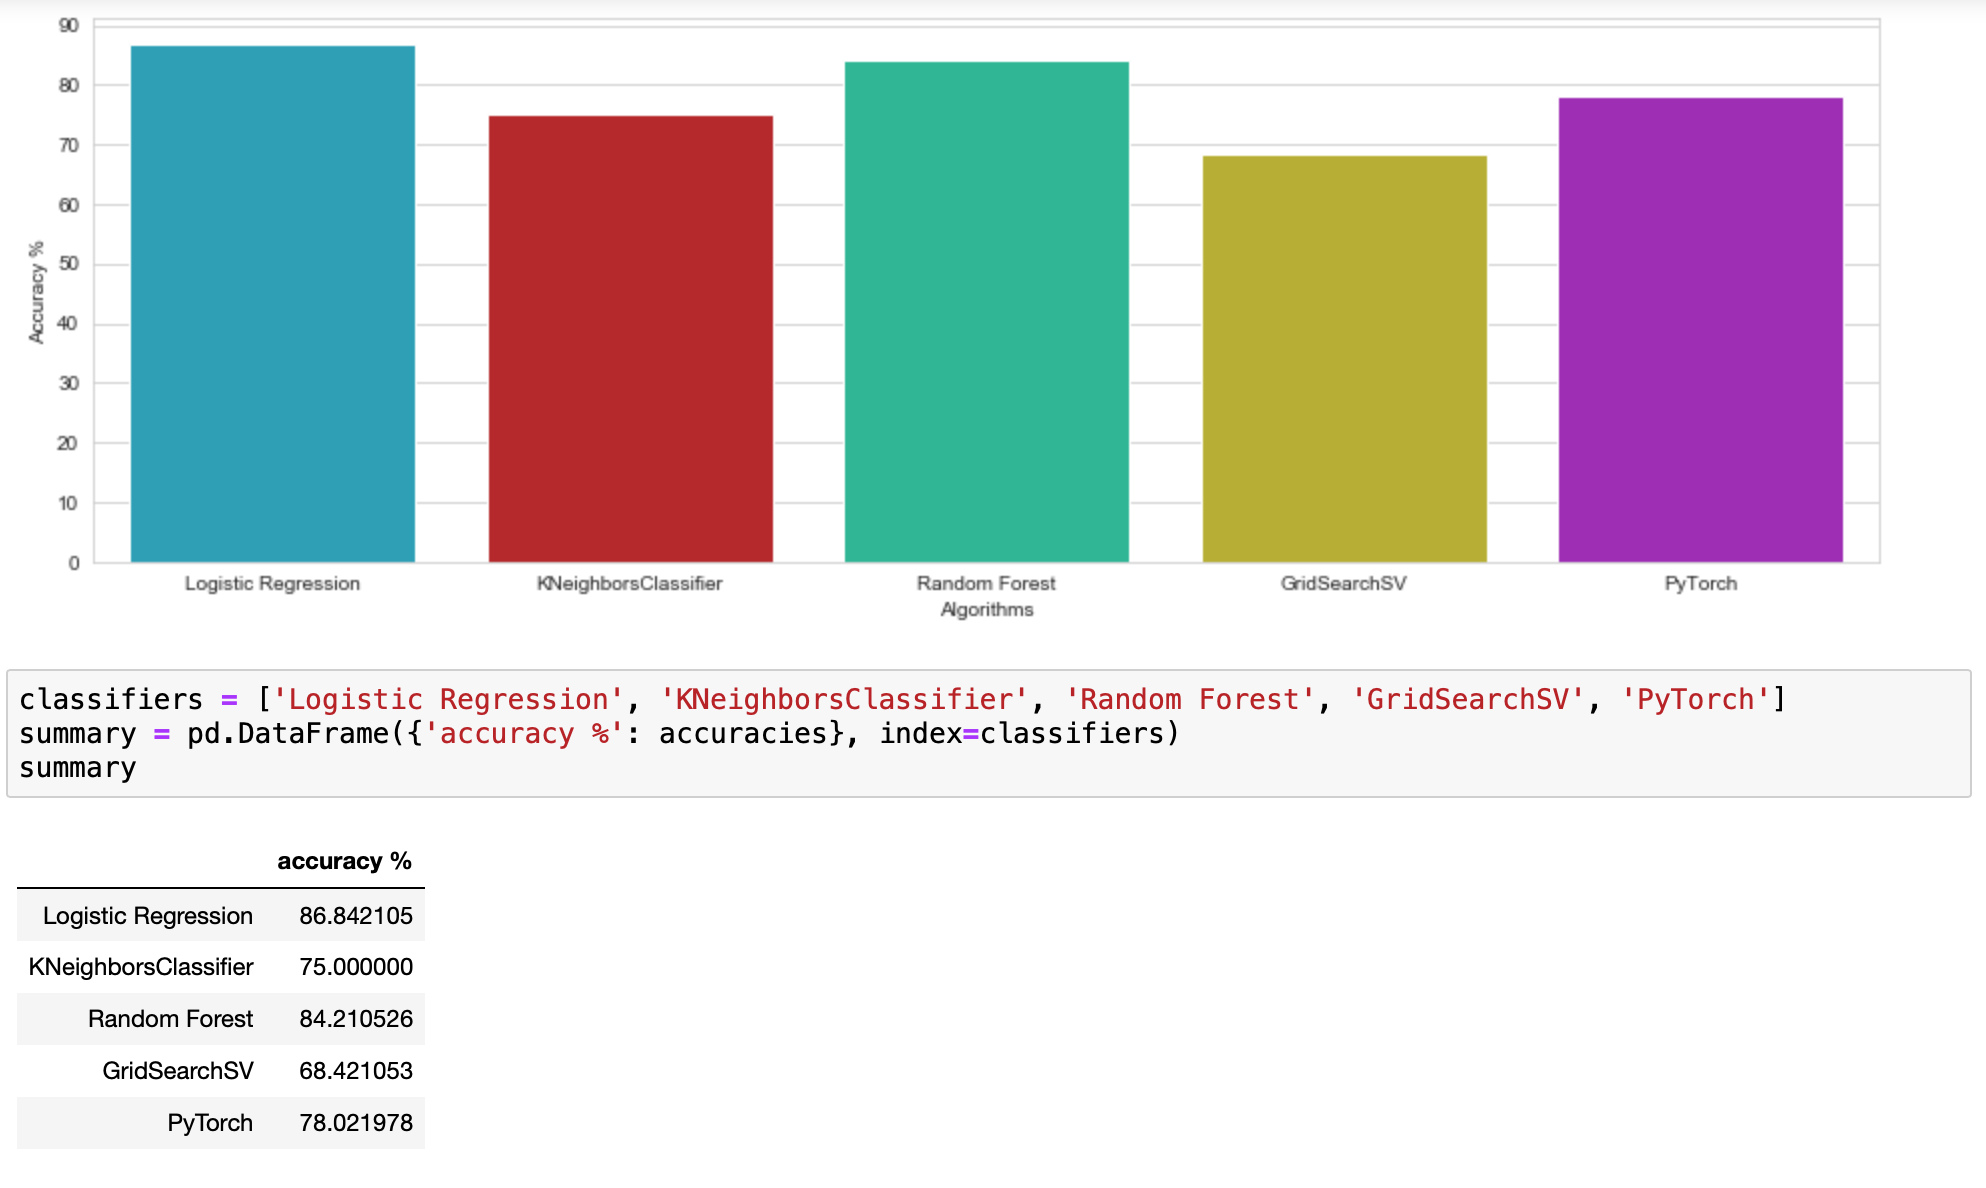 90
80
70
60
50
40
30
20
10
0
Accuracy %
Logistic Regression KNeighborsClassifier Random Forest GridSearchSV PyTorch
Algorithms
classifiers = ['Logistic Regression', 'KNeighborsClassifier', 'Random Forest', 'GridSearchSV', 'PyTorch']
summary = pd.DataFrame({'accuracy %': accuracies}, index=classifiers)
summary
accuracy %
Logistic Regression 86.842105
KNeighborsClassifier 75.000000
Random Forest 84.210526
GridSearchSV 68.421053
PyTorch 78.021978